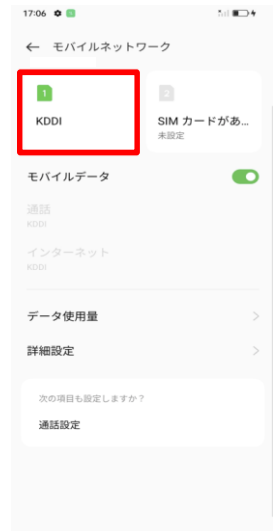 17:06
← モバイルネットワーク
1
2
KDDI
SIM カードがあ...
未設定
モバイルデータ
通話
KDDI
インターネット
KDDI
データ使用量
詳細設定
次の項目も設定しますか?
通話設定